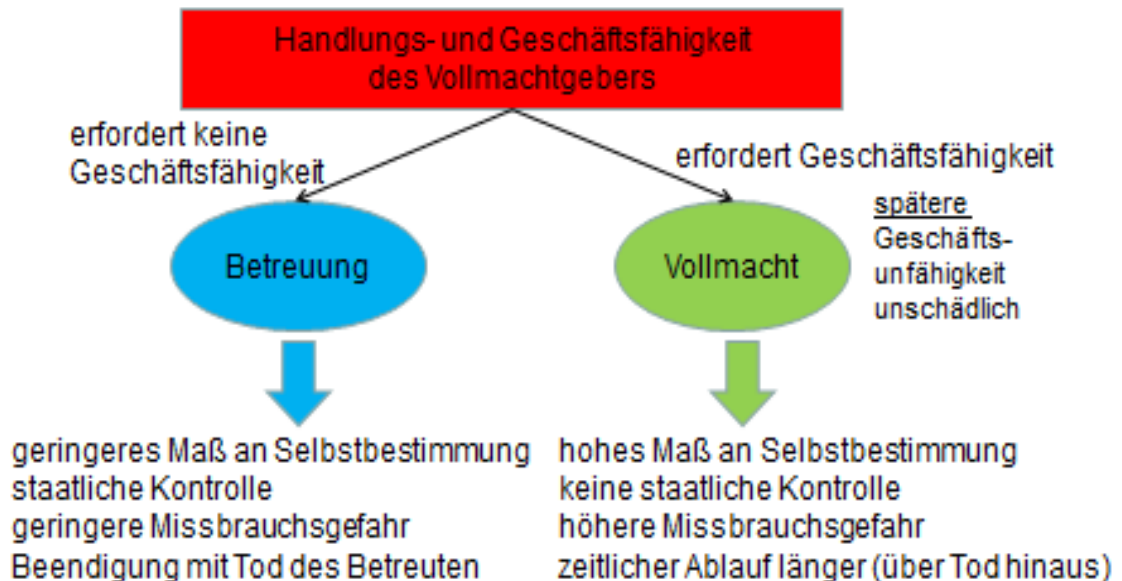 Handlungs- und Geschäftsfähigkeit
des Vollmachtgebers
erfordert keine
Geschäftsfähigkeit
erfordert Geschäftsfähigkeit
spätere
Geschäfts-
unfähigkeit
unschädlich
Betreuung
Vollmacht
geringeres Maß an Selbstbestimmung
staatliche Kontrolle
geringere Missbrauchsgefahr
Beendigung mit Tod des Betreuten
hohes Maß an Selbstbestimmung
keine staatliche Kontrolle
höhere Missbrauchsgefahr
zeitlicher Ablauf länger (über Tod hinaus)